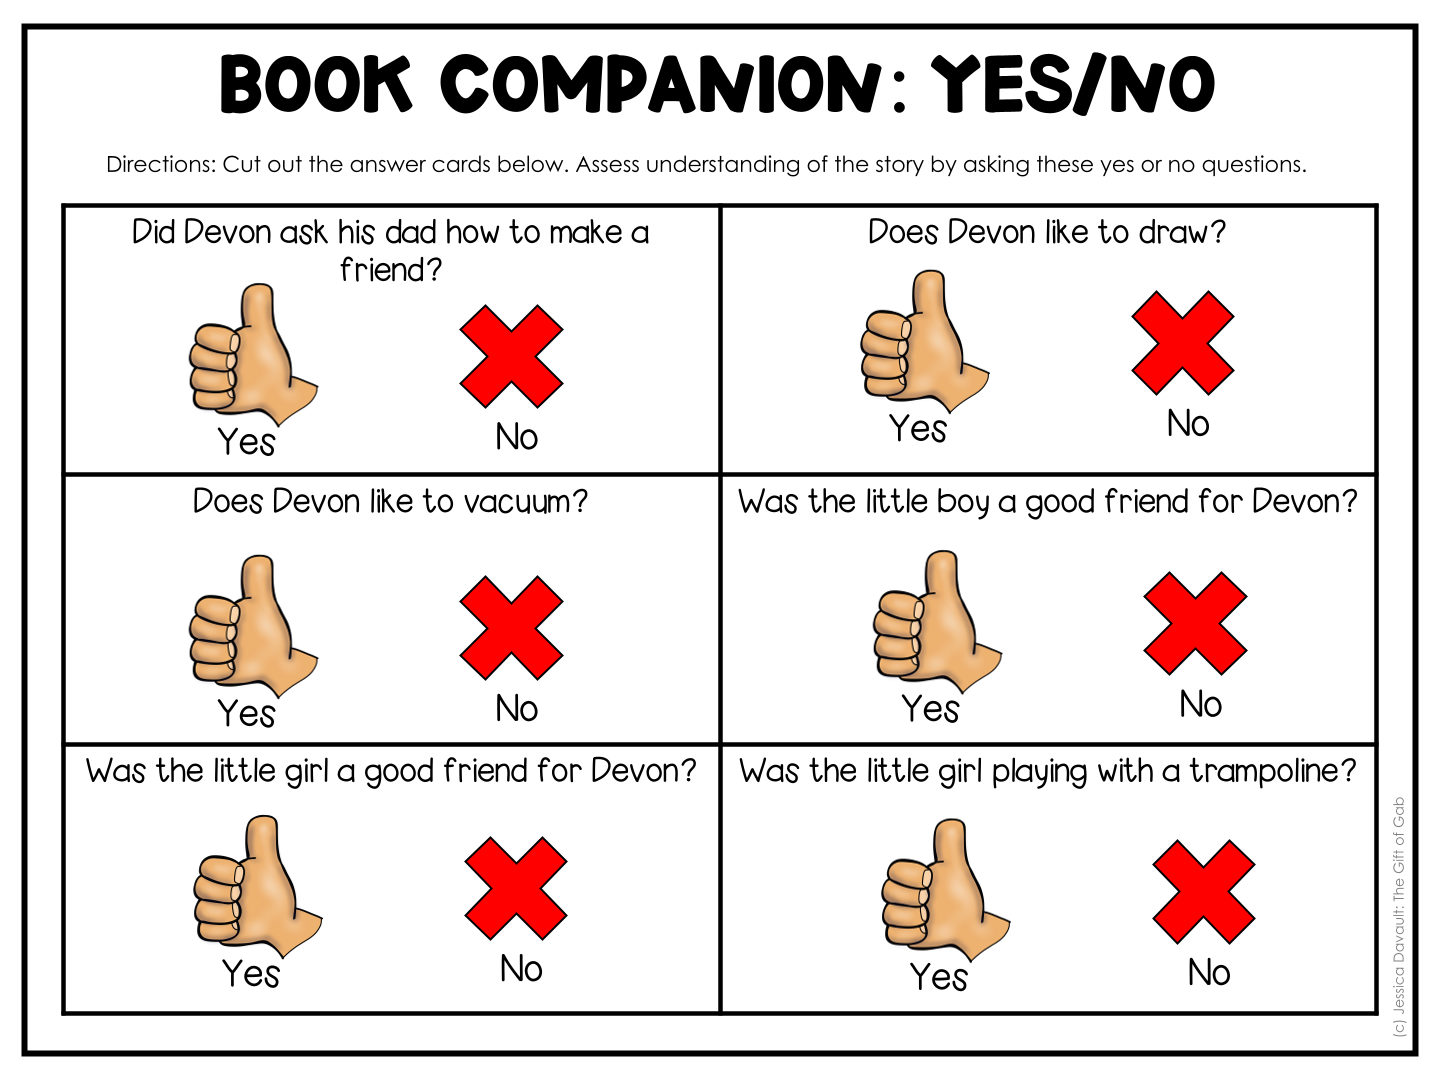 BOOK COMPANION: YES/NO
Directions: Cut out the answer cards below. Assess understanding of the story by asking these yes or no questions.
Did Devon ask his dad how to make a
friend?
Yes
No
Does Devon like to draw?
Yes
No
Does Devon like to vacuum?
Yes
No
Was the little boy a good friend for Devon?
Yes
No
Was the little girl a good friend for Devon?
Yes
No
Was the little girl playing with a trampoline?
Yes
No
(c) Jessica Davault: The Gift of Gab